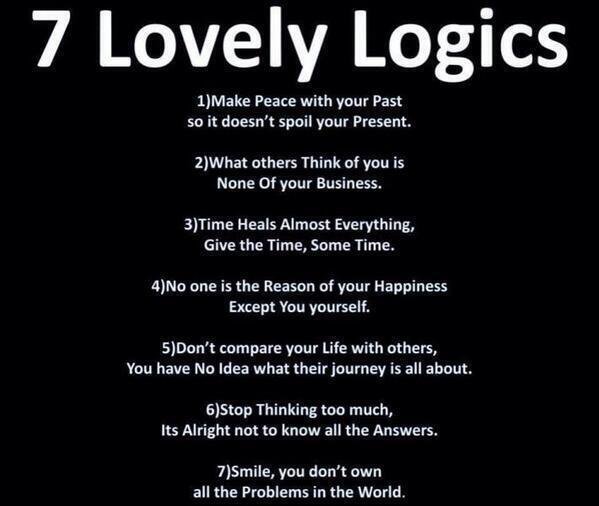 7 Lovely Logics
1)Make Peace with your Past
so it doesn't spoil your Present.
2)What others Think of you is
None Of your Business.
3)Time Heals Almost Everything,
Give the Time, Some Time.
4)No one is the Reason of your Happiness
Except You yourself.
5)Don't compare your Life with others,
You have No Idea what their journey is all about.
6)Stop Thinking too much,
Its Alright not to know all the Answers.
7)Smile, you don't own
all the Problems in the World.